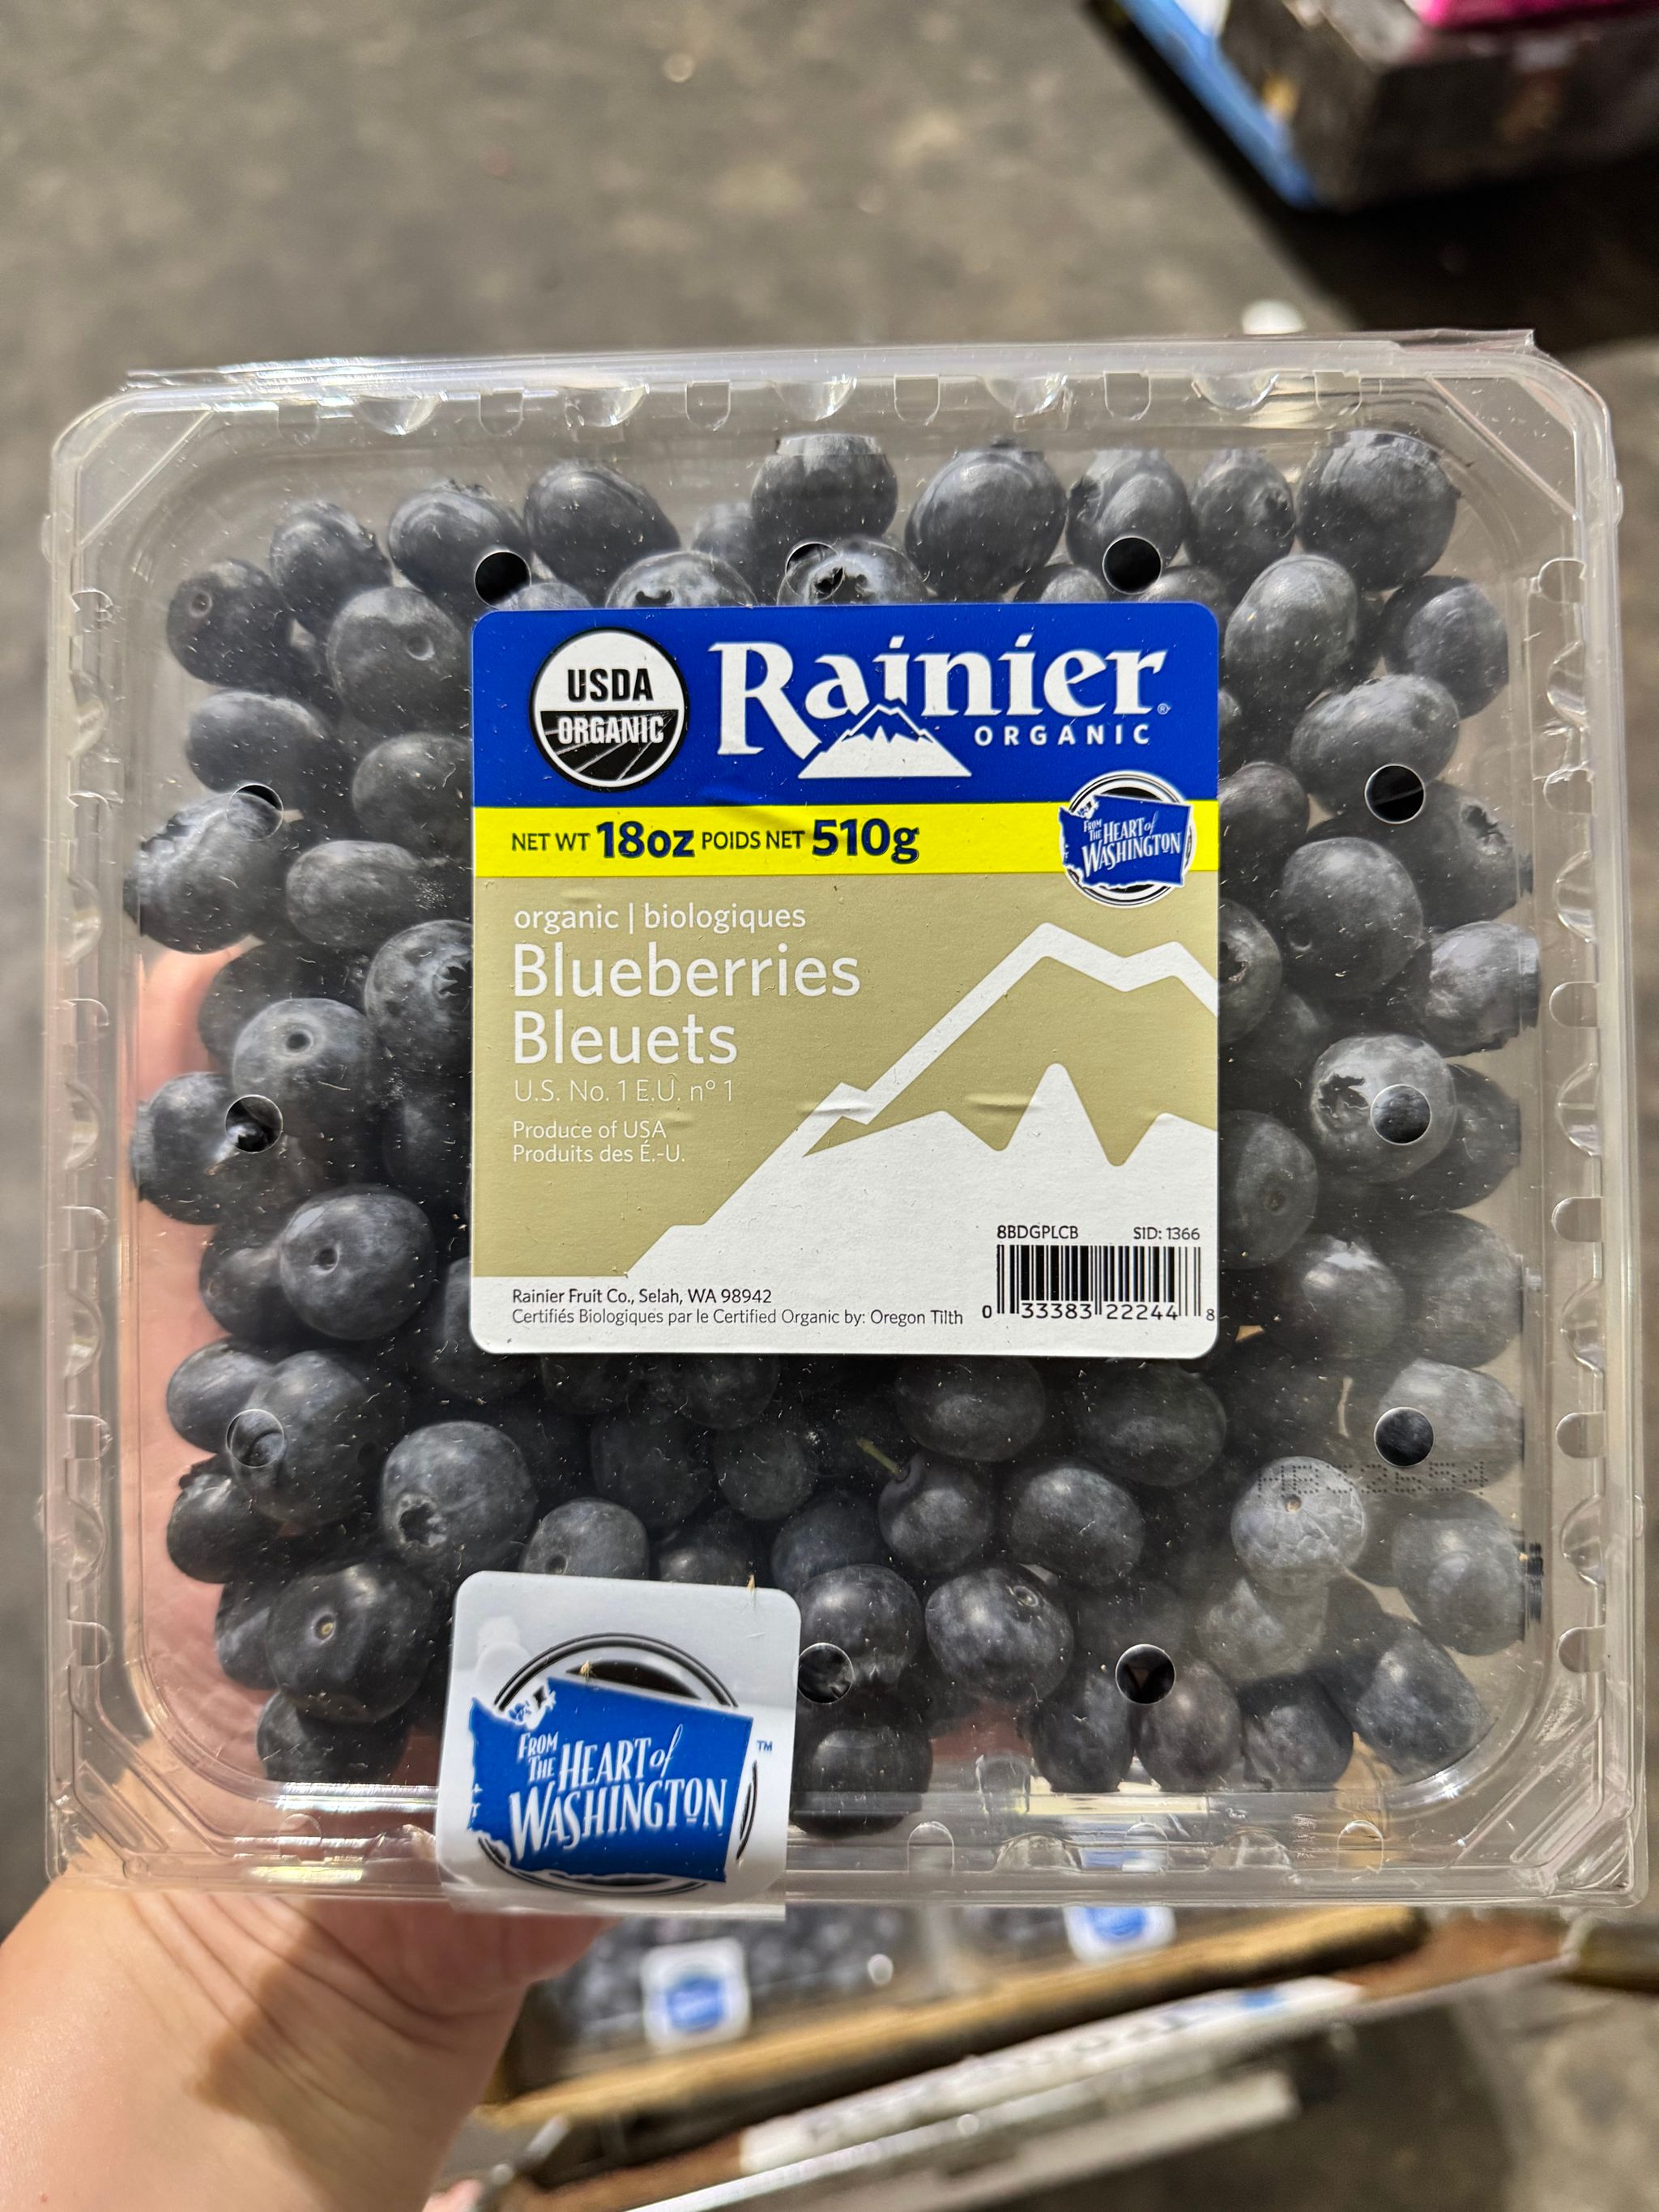 USDA
ORGANIC
Rainier®
ORGANIC
NET WT 18oz POIDS NET 510g
FROM
THE HEART of
WASHINGTON
organic | biologiques
Blueberries
Bleuets
U.S. No. 1 E.U. nº 1
Produce of USA
Produits des É.-U.
8BDGPLCB SID: 1366
Rainier Fruit Co., Selah, WA 98942
Certifiés Biologiques par le Certified Organic by: Oregon Tilth
0 33383 22244 8
FROM
THE HEART of
WASHINGTON
TM